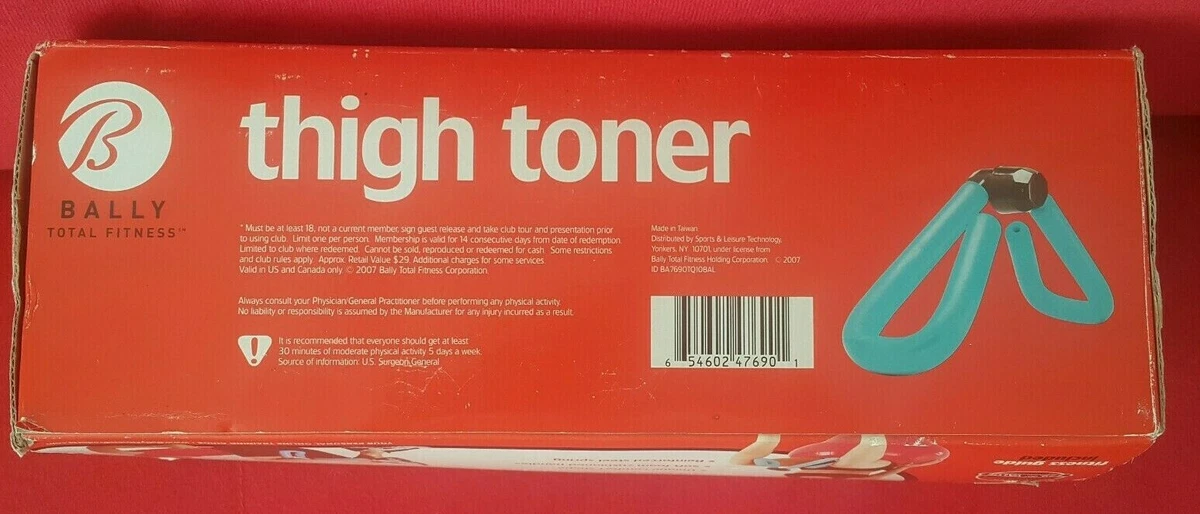 BALLY
TOTAL FITNESS℠
thigh toner
* Must be at least 18, not a current member, sign guest release and take club tour and presentation prior
to using club. Limit one per person. Membership is valid for 14 consecutive days from date of redemption.
Limited to club where redeemed. Cannot be sold, reproduced or redeemed for cash. Some restrictions
and club rules apply. Approx. Retail Value $29. Additional charges for some services.
Valid in US and Canada only. © 2007 Bally Total Fitness Corporation.
Always consult your Physician/General Practitioner before performing any physical activity.
No liability or responsibility is assumed by the Manufacturer for any injury incurred as a result.
It is recommended that everyone should get at least
30 minutes of moderate physical activity 5 days a week.
Source of information: U.S. Surgeon General
Made in Taiwan
Distributed by Sports & Leisure Technology,
Yonkers, NY 10701, under license from
Bally Total Fitness Holding Corporation. © 2007
ID BA7690TQ108AL
6 54602 47690 1
fitness guide
included